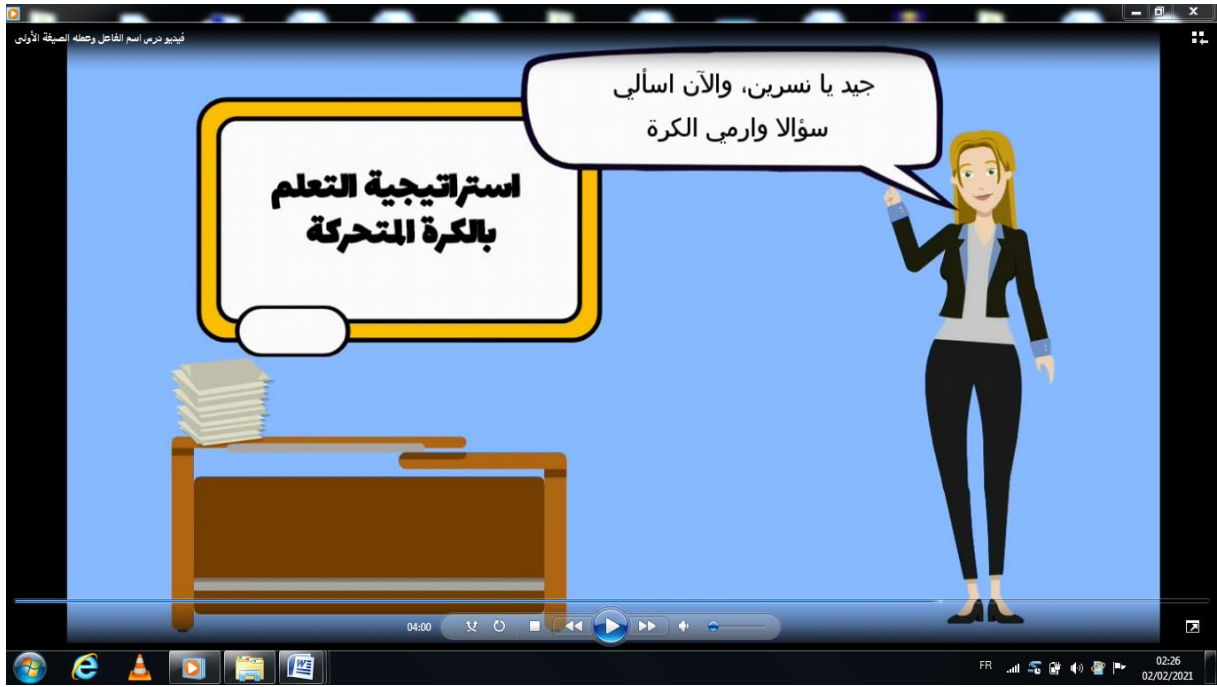 فيديو درس اسم الفاعل وعمله الصيغة الأولى
جيد يا نسرين، والآن اسألي
سؤالا وارمي الكرة
استراتيجية التعلم
بالكرة المتحركة
04:00
FR
02:26
02/02/2021